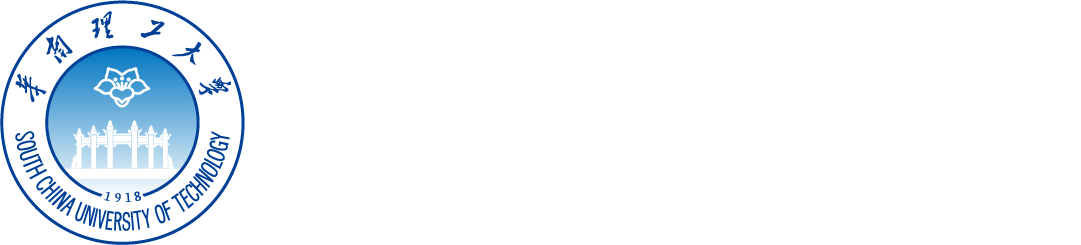 华南理工大学
1918
SOUTH CHINA UNIVERSITY OF TECHNOLOGY